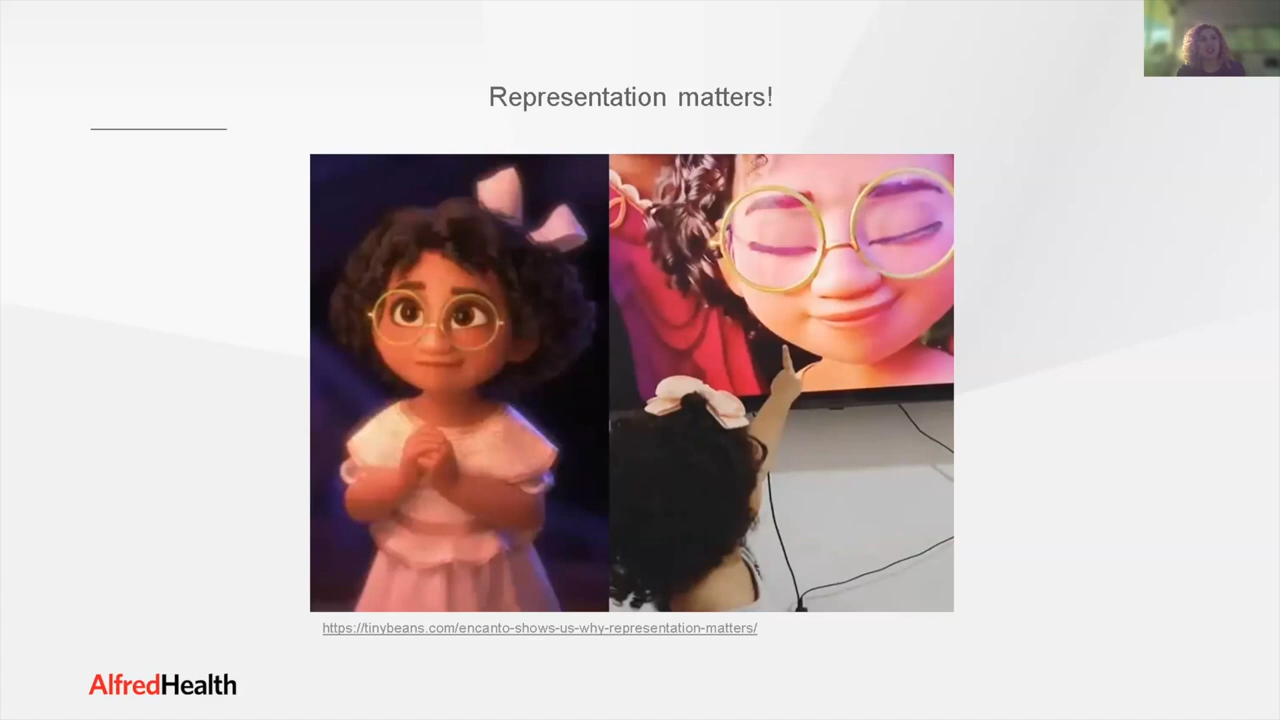 Representation matters!
https://tinybeans.com/encanto-shows-us-why-representation-matters/
AlfredHealth